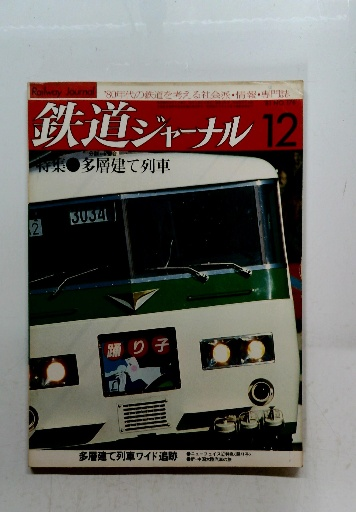 Railway Journal
'80年代の鉄道を考える社会派・情報・専門誌
鉄道ジャーナル 12
特集●多層建て列車
2 3034
踊り子
多層建て列車ワイド追跡